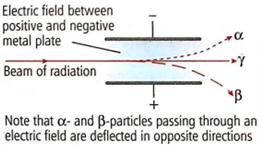 Electric field between
positive and negative
metal plate
−
α
γ
Beam of radiation
β
+
Note that α- and β-particles passing through an
electric field are deflected in opposite directions